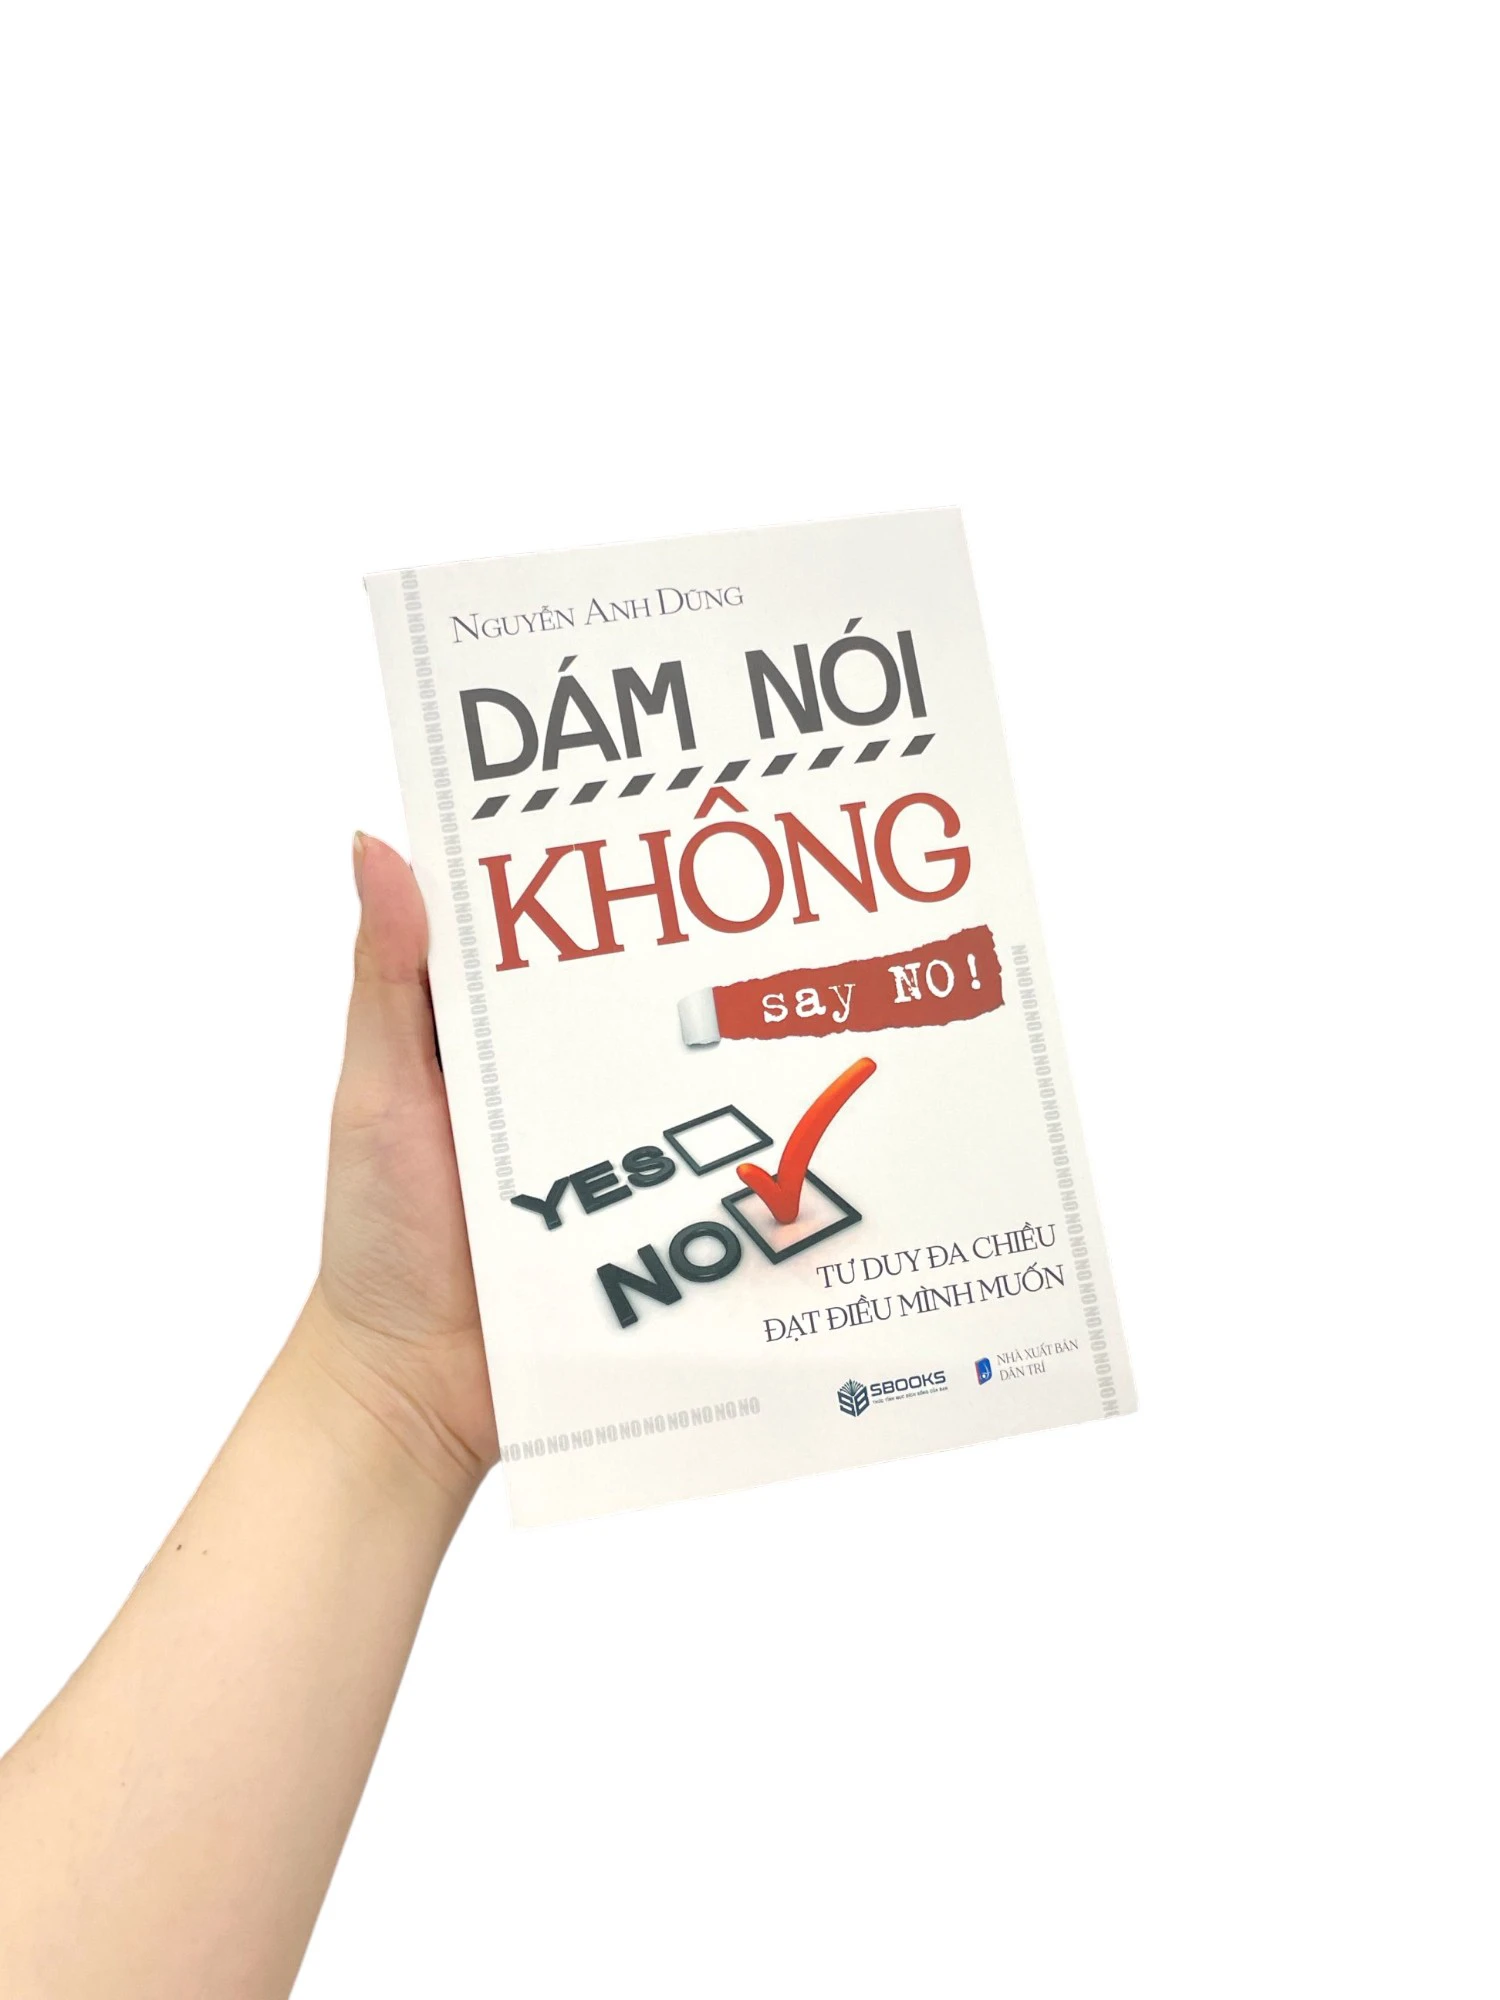 NGUYỄN ANH DŨNG
DÁM NÓI
KHÔNG
say NO!
YES
NO
TƯ DUY ĐA CHIỀU
ĐẠT ĐIỀU MÌNH MUỐN
SBOOKS
NHÀ XUẤT BẢN
DÂN TRÍ
NONONONONONONONONONONO